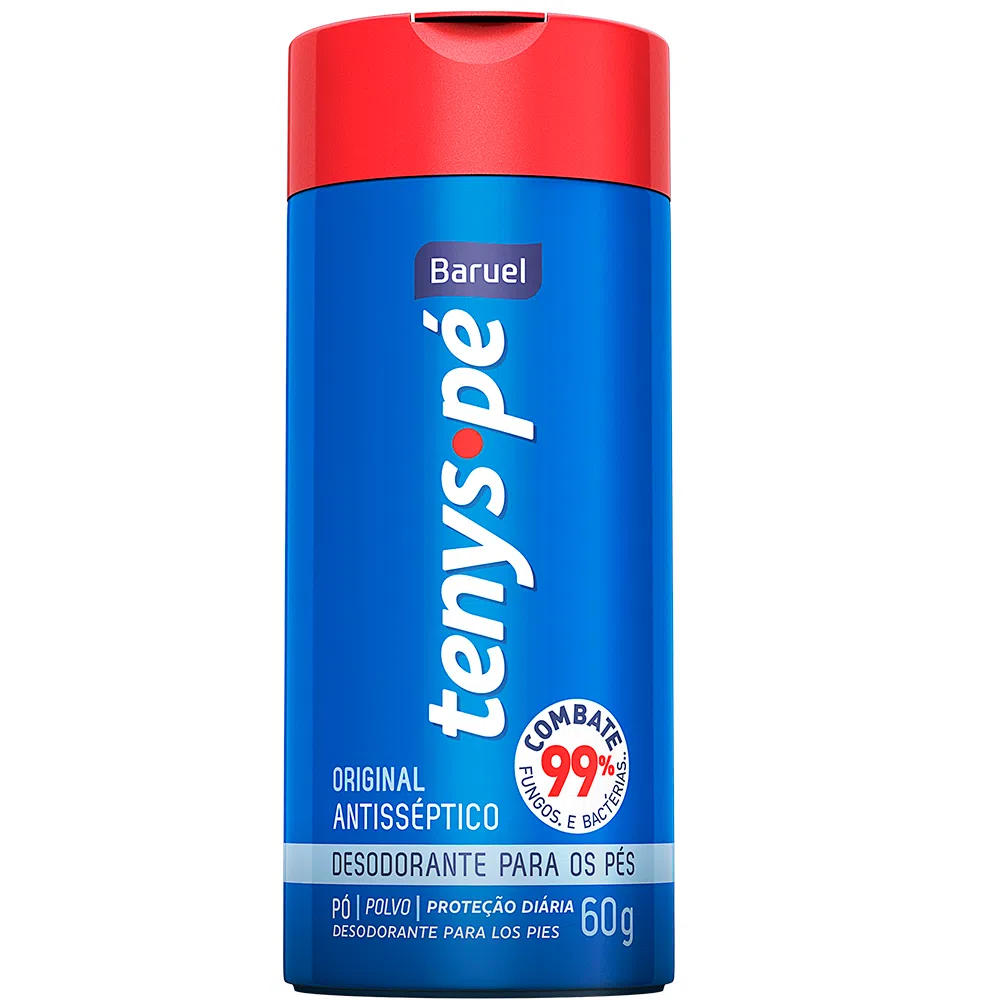 Baruel
tenys•pé
COMBATE
99%
FUNGOS. E BACTÉRIAS..
ORIGINAL
ANTISSÉPTICO
DESODORANTE PARA OS PÉS
PÓ | POLVO | PROTEÇÃO DIÁRIA 60g
DESODORANTE PARA LOS PIES